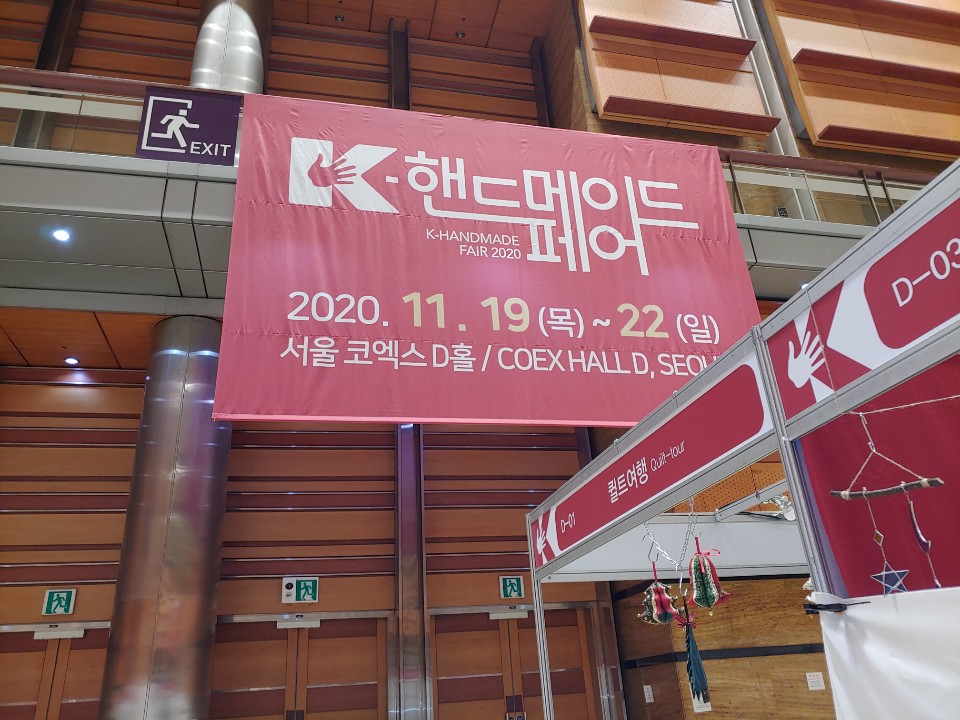 EXIT
K-핸드메이드
페어
K-HANDMADE
FAIR 2020
2020. 11. 19 (목) ~ 22 (일)
서울 코엑스 D홀 / COEX HALL D, SEOU
D-03
D-01 퀼트여행 Quilt-tour